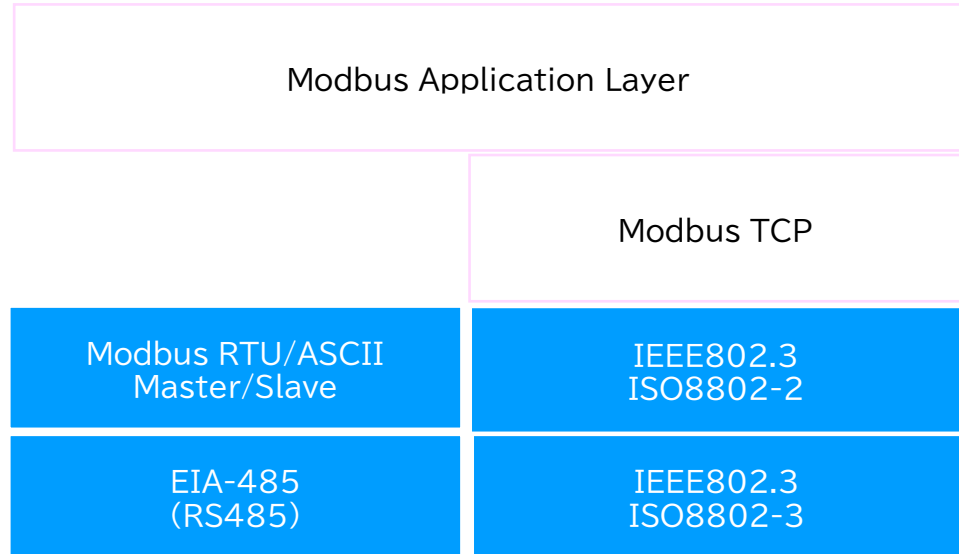 Modbus Application Layer
Modbus TCP
Modbus RTU/ASCII
Master/Slave
IEEE802.3
ISO8802-2
EIA-485
(RS485)
IEEE802.3
ISO8802-3